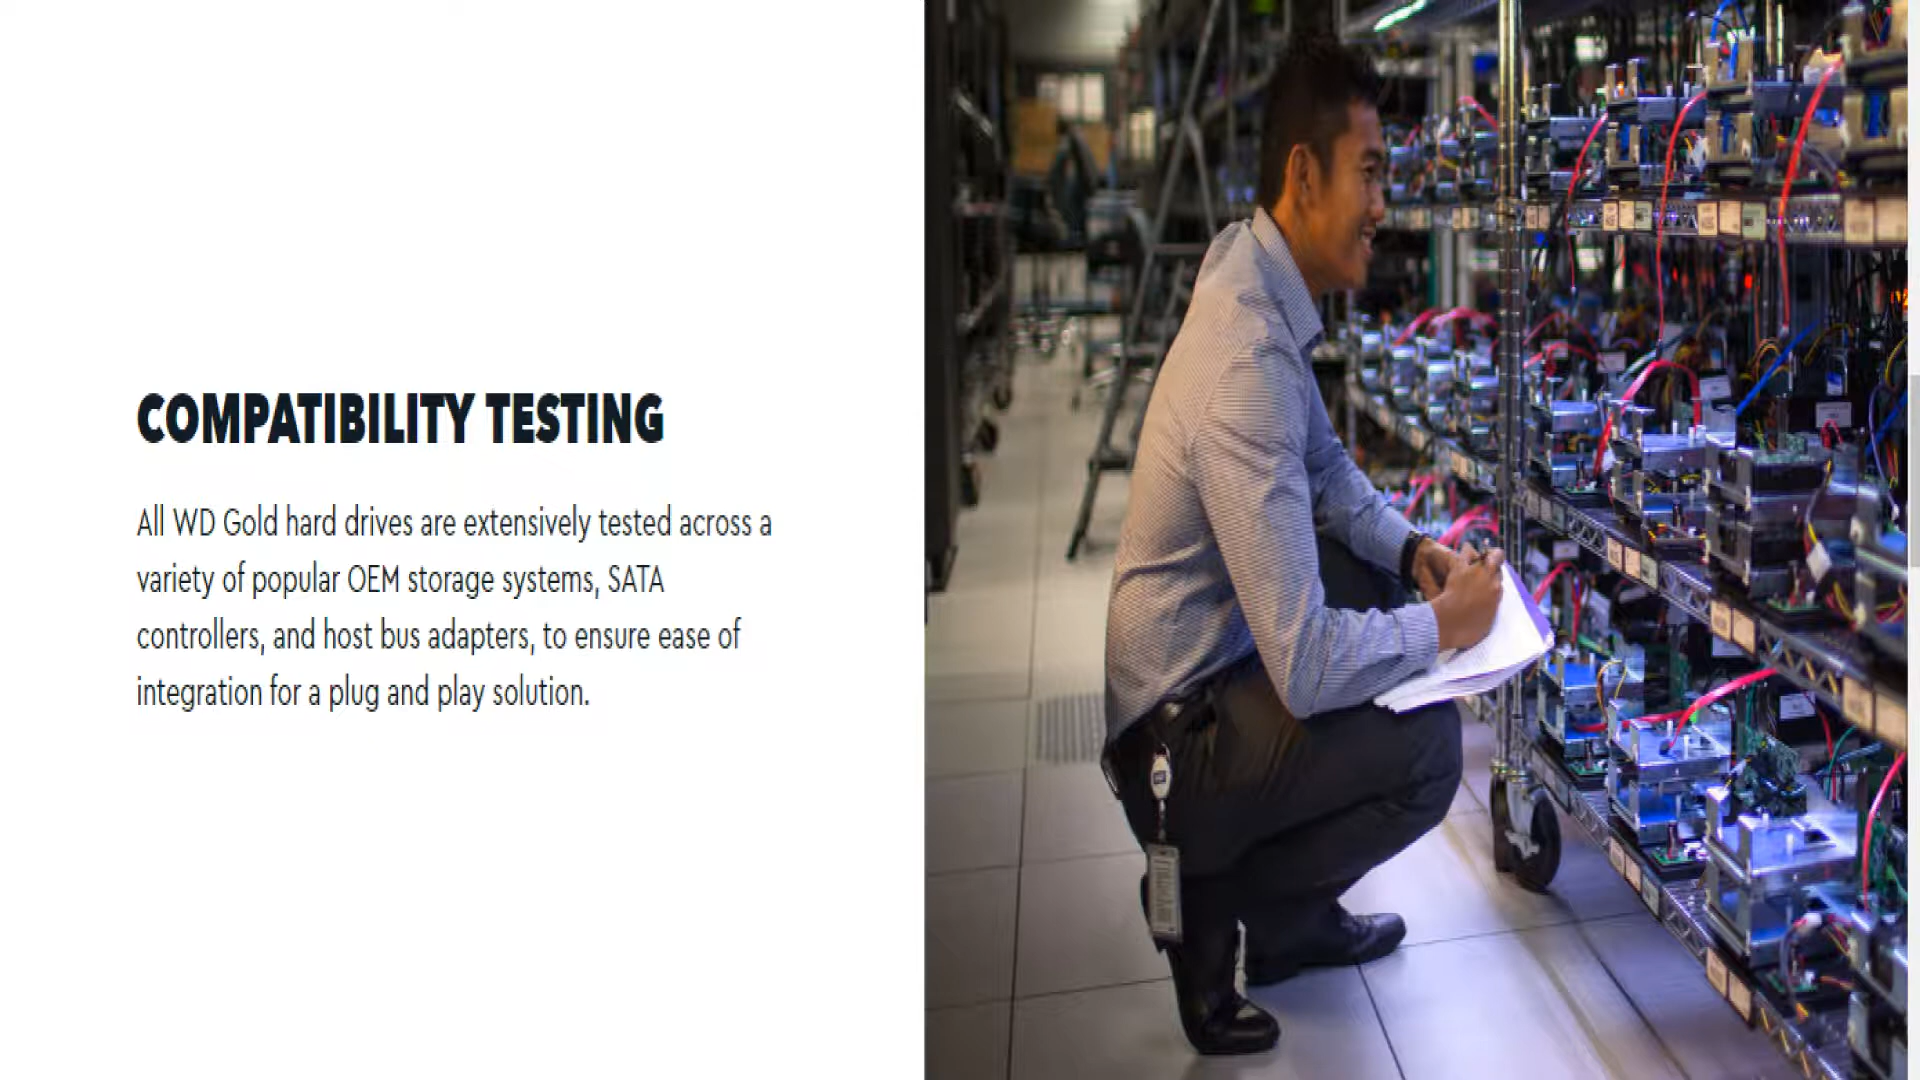 COMPATIBILITY TESTING
All WD Gold hard drives are extensively tested across a
variety of popular OEM storage systems, SATA
controllers, and host bus adapters, to ensure ease of
integration for a plug and play solution.